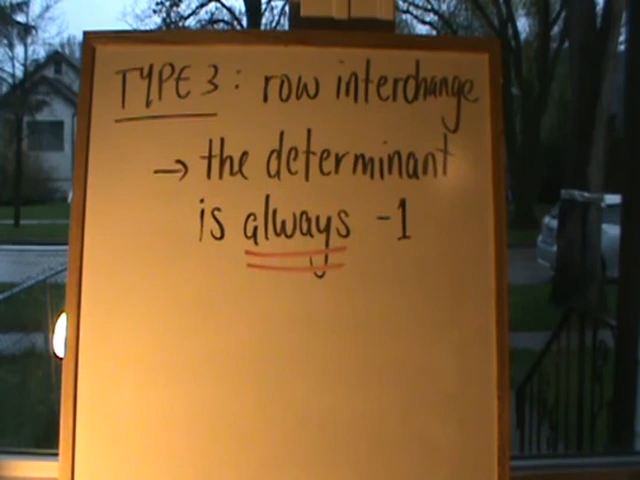 TYPE 3: row interchange
→ the determinant
is always -1